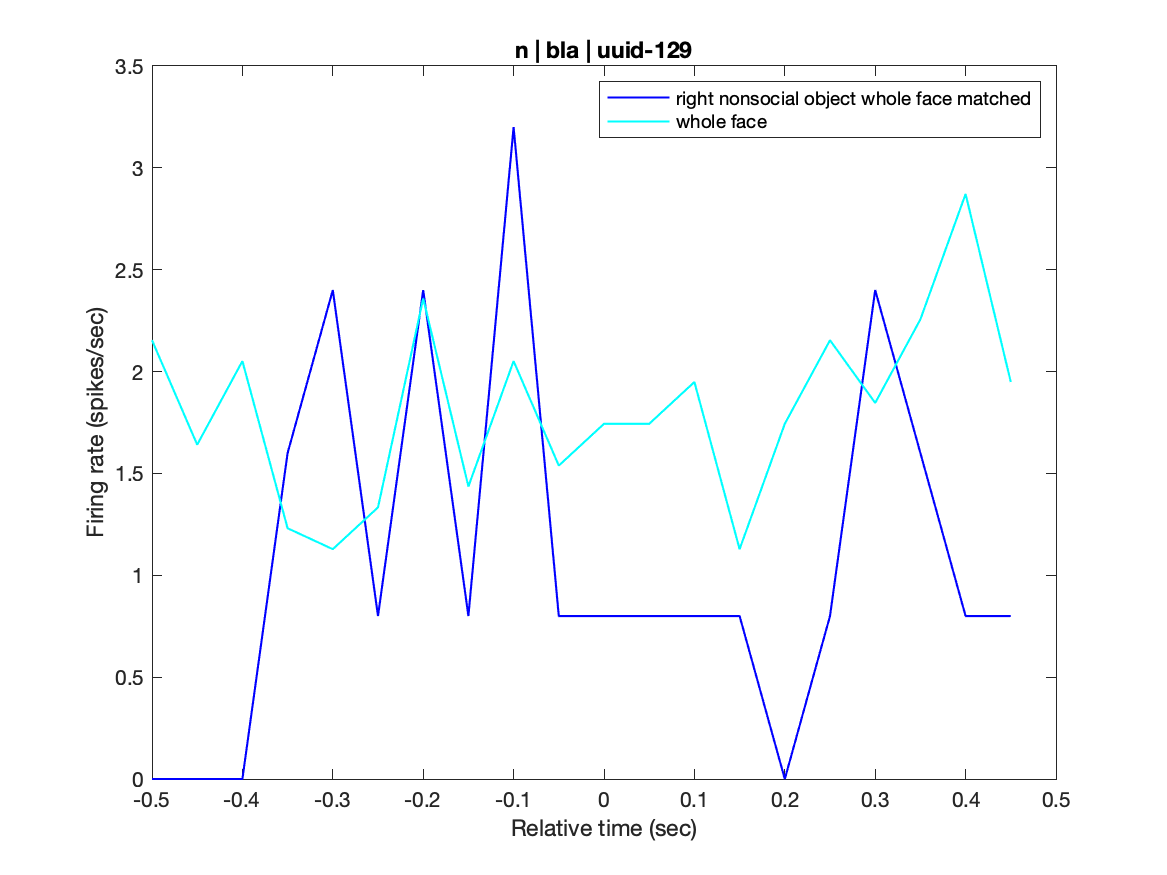 n | bla | uuid-129
3.5
3
2.5
2
1.5
1
0.5
0
Firing rate (spikes/sec)
right nonsocial object whole face matched
whole face
-0.5 -0.4 -0.3 -0.2 -0.1 0 0.1 0.2 0.3 0.4 0.5
Relative time (sec)